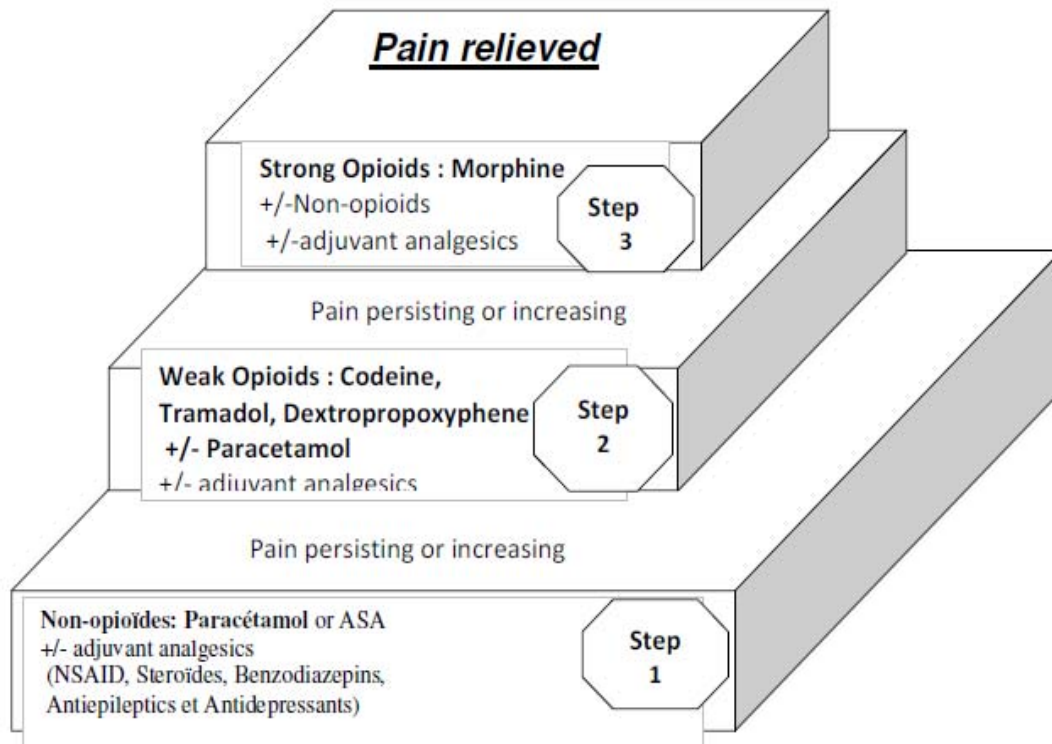 Pain relieved
Strong Opioids : Morphine
+/-Non-opioids
+/-adjuvant analgesics
Step
3
Pain persisting or increasing
Weak Opioids : Codeine,
Tramadol, Dextropropoxyphene
+/- Paracetamol
+/- adjuvant analgesics
Step
2
Pain persisting or increasing
Non-opioïdes: Paracétamol or ASA
+/- adjuvant analgesics
(NSAID, Steroïdes, Benzodiazepins,
Antiepileptics et Antidepressants)
Step
1